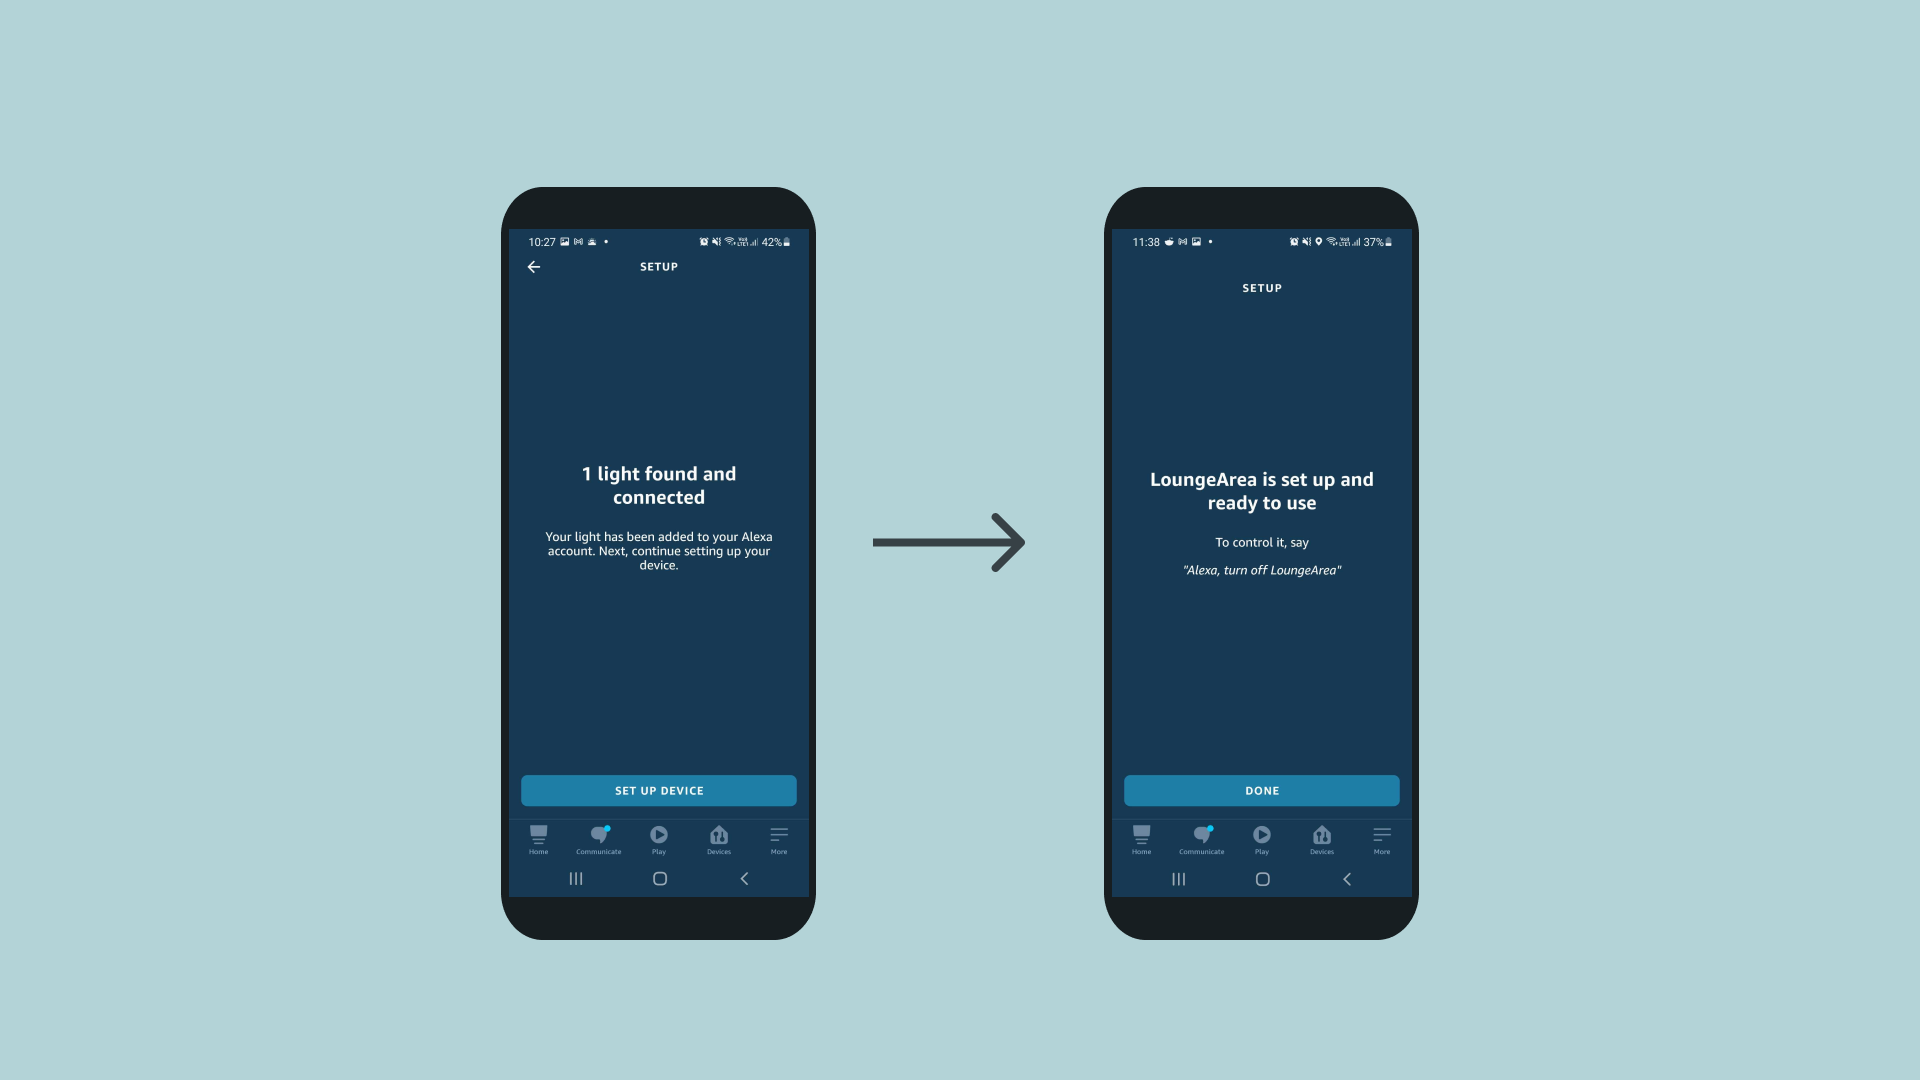 10:27
42%
SETUP
1 light found and
connected
Your light has been added to your Alexa
account. Next, continue setting up your
device.
SET UP DEVICE
Home
Communicate
Play
Devices
More
11:38
37%
SETUP
LoungeArea is set up and
ready to use
To control it, say
"Alexa, turn off LoungeArea"
DONE
Home
Communicate
Play
Devices
More